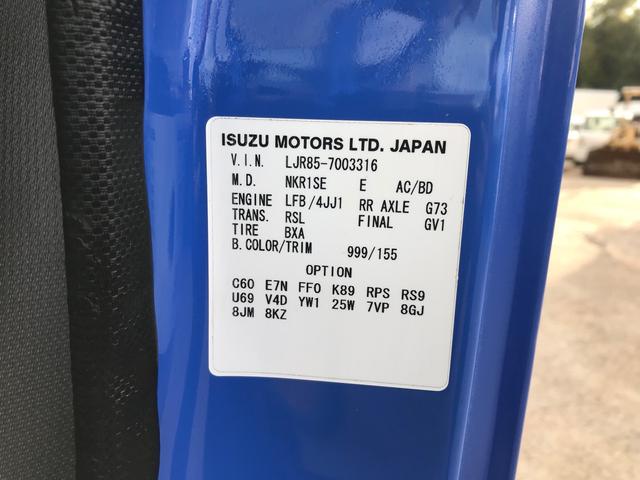 ISUZU MOTORS LTD. JAPAN
V.I.N. LJR85-7003316
M.D. NKR1SE E AC/BD
ENGINE LFB/4JJ1 RR AXLE G73
TRANS. RSL FINAL GV1
TIRE BXA
B.COLOR/TRIM 999/155
OPTION
C60 E7N FF0 K89 RPS RS9
U69 V4D YW1 25W 7VP 8GJ
8JM 8KZ